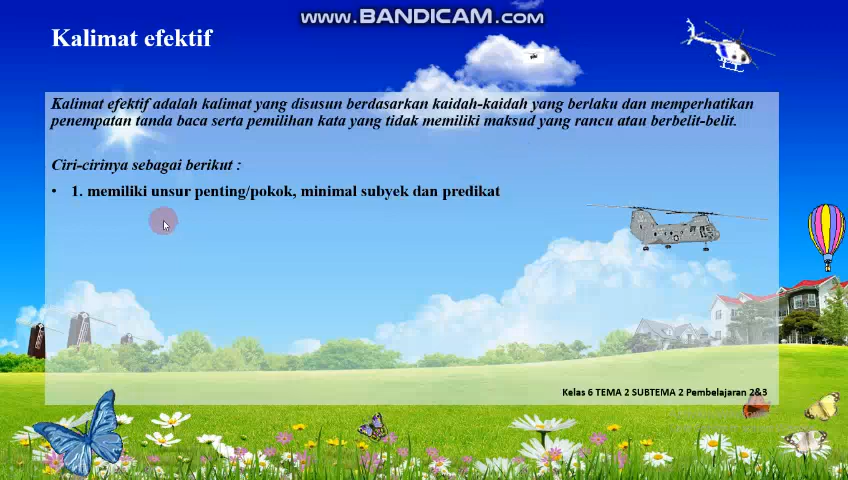 www.BANDICAM.com
Kalimat efektif
Kalimat efektif adalah kalimat yang disusun berdasarkan kaidah-kaidah yang berlaku dan memperhatikan
penempatan tanda baca serta pemilihan kata yang tidak memiliki maksud yang rancu atau berbelit-belit.
Ciri-cirinya sebagai berikut :
• 1. memiliki unsur penting/pokok, minimal subyek dan predikat
Kelas 6 TEMA 2 SUBTEMA 2 Pembelajaran 2&3